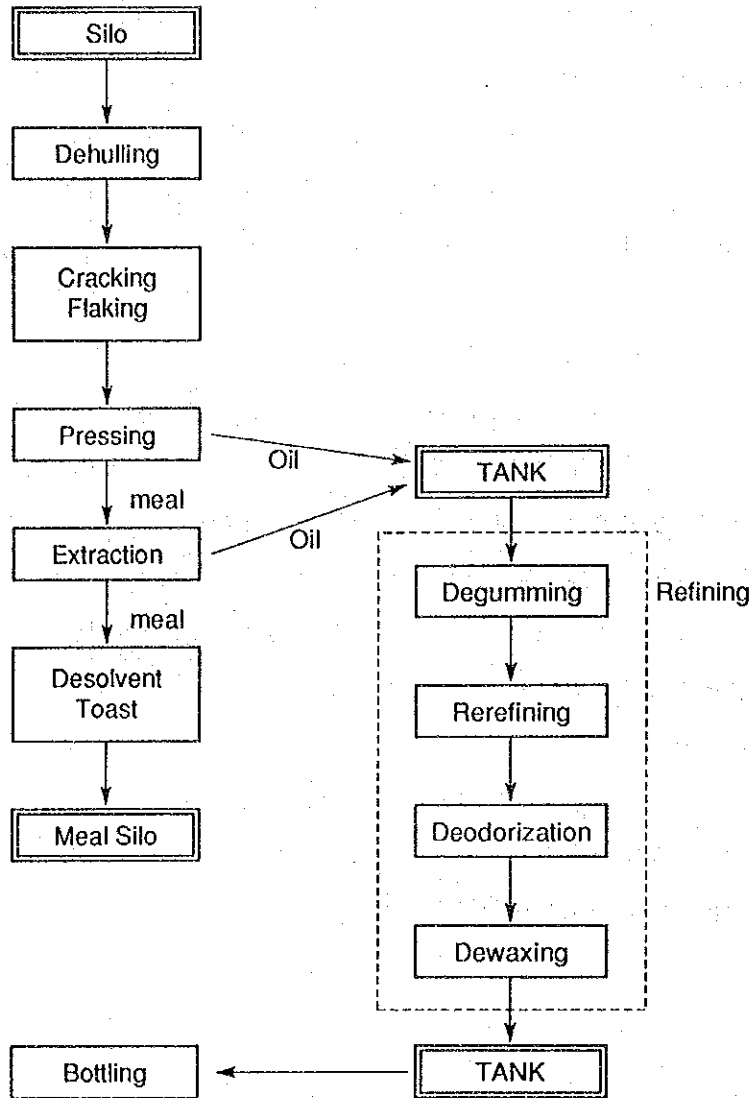 Silo
Dehulling
Cracking
Flaking
Pressing
Oil
TANK
meal
Extraction
Oil
Degumming
Refining
meal
Desolvent
Toast
Rerefining
Meal Silo
Deodorization
Dewaxing
Bottling
TANK